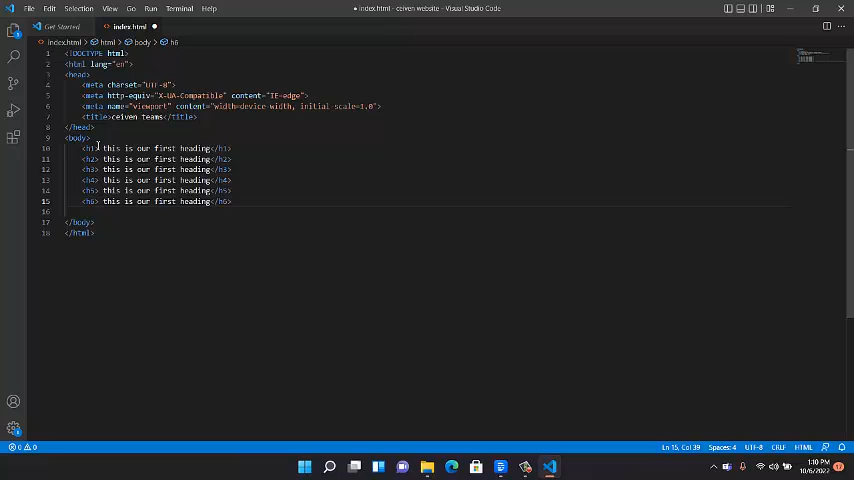 File Edit Selection View Go Run Terminal Help
● index.html - ceiven website - Visual Studio Code
Get Started index.html ●
index.html > html > body > h6
1 <!DOCTYPE html>
2 <html lang="en">
3 <head>
4 <meta charset="UTF-8">
5 <meta http-equiv="X-UA-Compatible" content="IE=edge">
6 <meta name="viewport" content="width=device-width, initial-scale=1.0">
7 <title>ceiven teams</title>
8 </head>
9 <body>
10 <h1> this is our first heading</h1>
11 <h2> this is our first heading</h2>
12 <h3> this is our first heading</h3>
13 <h4> this is our first heading</h4>
14 <h5> this is our first heading</h5>
15 <h6> this is our first heading</h6>
16
17 </body>
18 </html>
0 0 Ln 15, Col 39 Spaces: 4 UTF-8 CRLF HTML
1:10 PM
10/6/2022